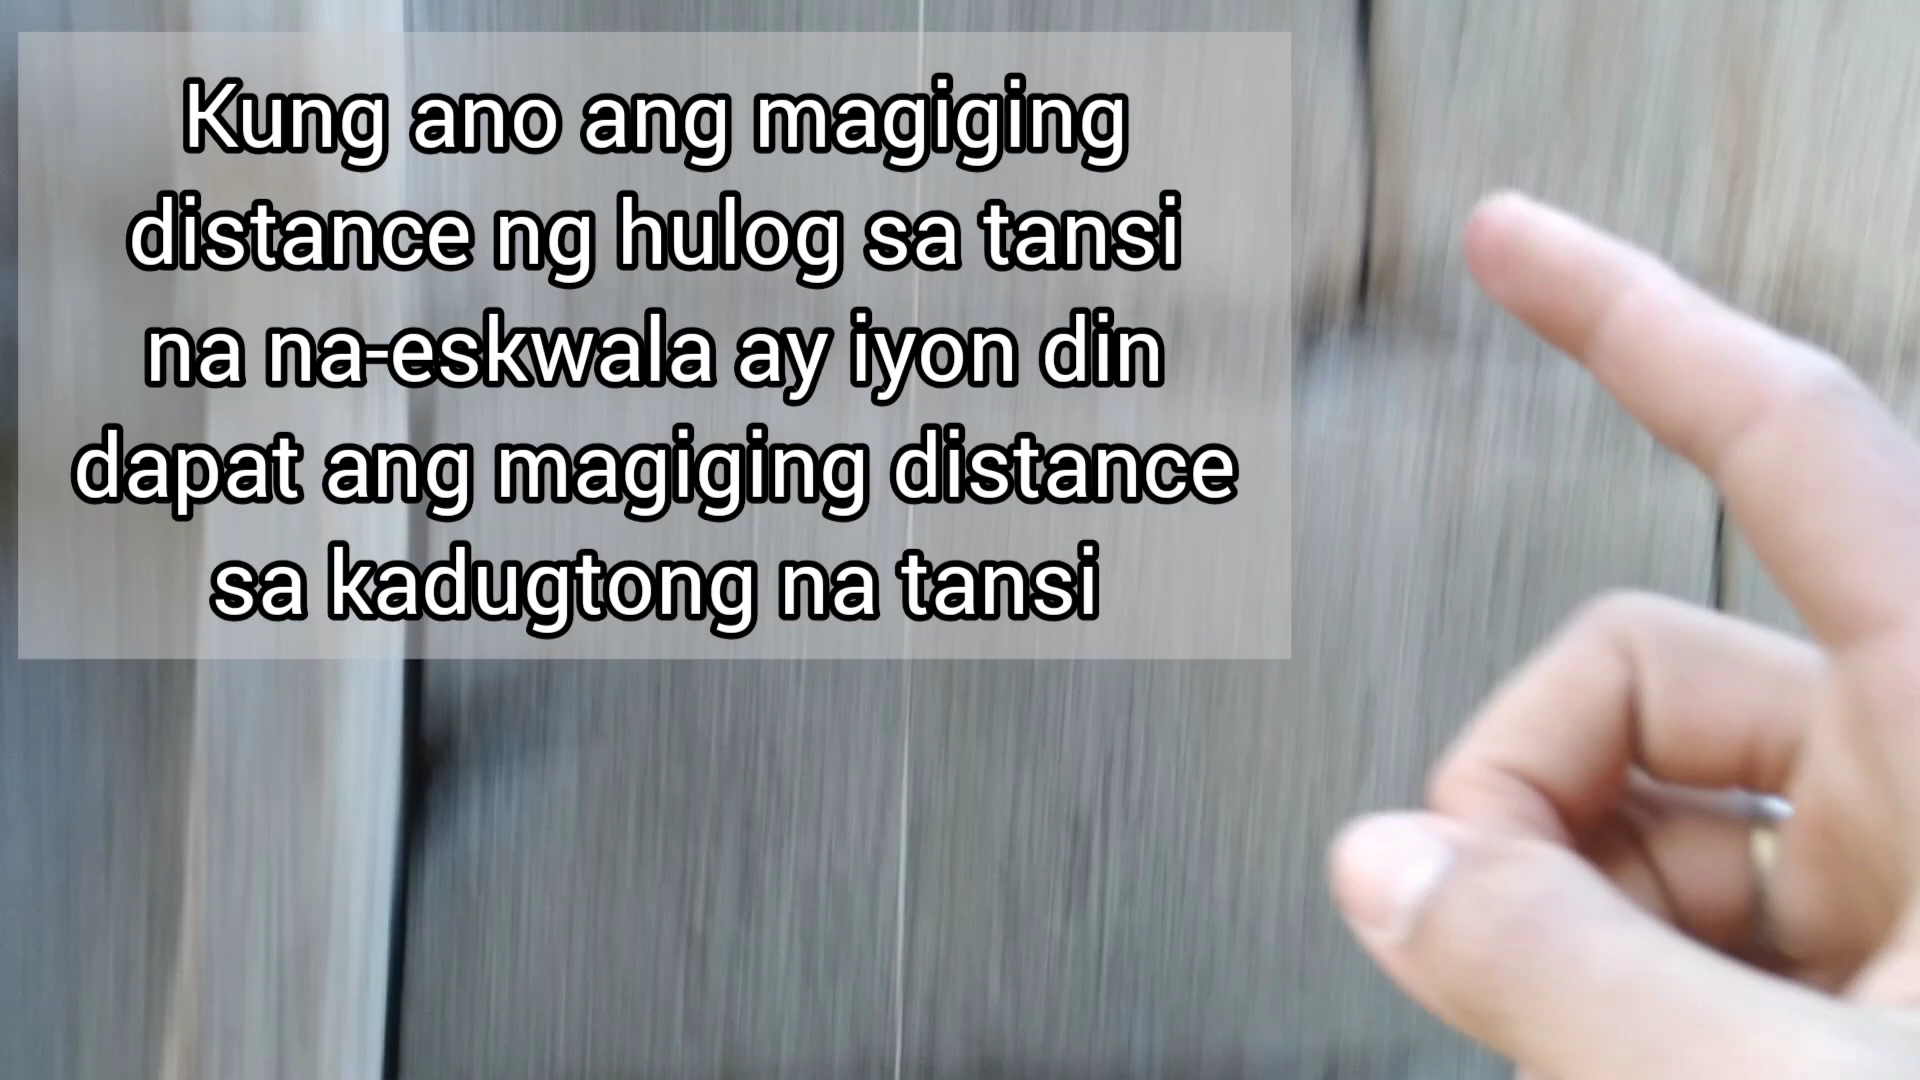 Kung ano ang magiging
distance ng hulog sa tansi
na na-eskwala ay iyon din
dapat ang magiging distance
sa kadugtong na tansi